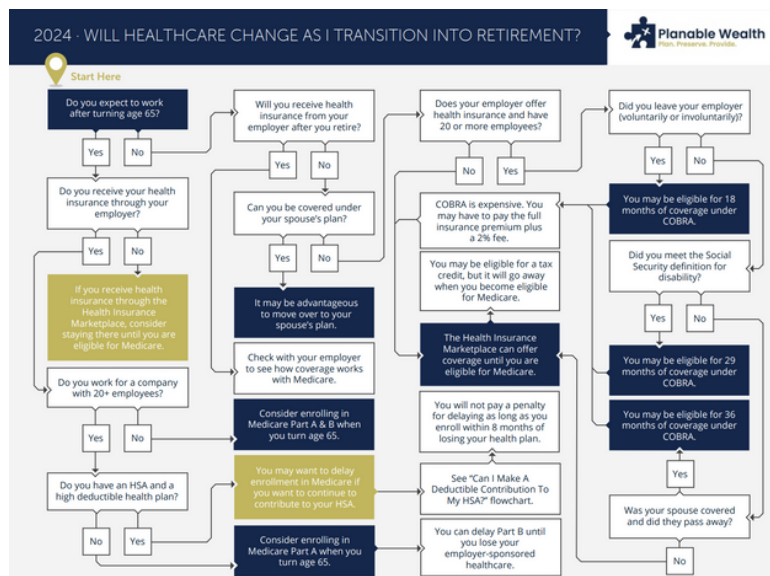 2024 · WILL HEALTHCARE CHANGE AS I TRANSITION INTO RETIREMENT?
Planable Wealth
Plan. Preserve. Provide.
Start Here
Do you expect to work
after turning age 65?
Yes
No
Do you receive your health
insurance through your
employer?
Yes
No
If you receive health
insurance through the
Health Insurance
Marketplace, consider
staying there until you are
eligible for Medicare.
Do you work for a company
with 20+ employees?
Yes
No
Do you have an HSA and a
high deductible health plan?
No
Yes
Will you receive health
insurance from your
employer after you retire?
Yes
No
Can you be covered under
your spouse's plan?
Yes
No
It may be advantageous
to move over to your
spouse's plan.
Check with your employer
to see how coverage works
with Medicare.
Consider enrolling in
Medicare Part A & B when
you turn age 65.
You may want to delay
enrollment in Medicare if
you want to continue to
contribute to your HSA.
Consider enrolling in
Medicare Part A when you
turn age 65.
Does your employer offer
health insurance and have
20 or more employees?
No
Yes
COBRA is expensive. You
may have to pay the full
insurance premium plus
a 2% fee.
You may be eligible for a tax
credit, but it will go away
when you become eligible
for Medicare.
The Health Insurance
Marketplace can offer
coverage until you are
eligible for Medicare.
You will not pay a penalty
for delaying as long as you
enroll within 8 months of
losing your health plan.
See "Can I Make A
Deductible Contribution To
My HSA?" flowchart.
You can delay Part B until you
lose your
employer-sponsored
healthcare.
Did you leave your employer
(voluntarily or involuntarily)?
Yes
No
You may be eligible for 18
months of coverage under
COBRA.
Did you meet the Social
Security definition for
disability?
Yes
No
You may be eligible for 29
months of coverage under
COBRA.
You may be eligible for 36
months of coverage under
COBRA.
Yes
Was your spouse covered
and did they pass away?
No